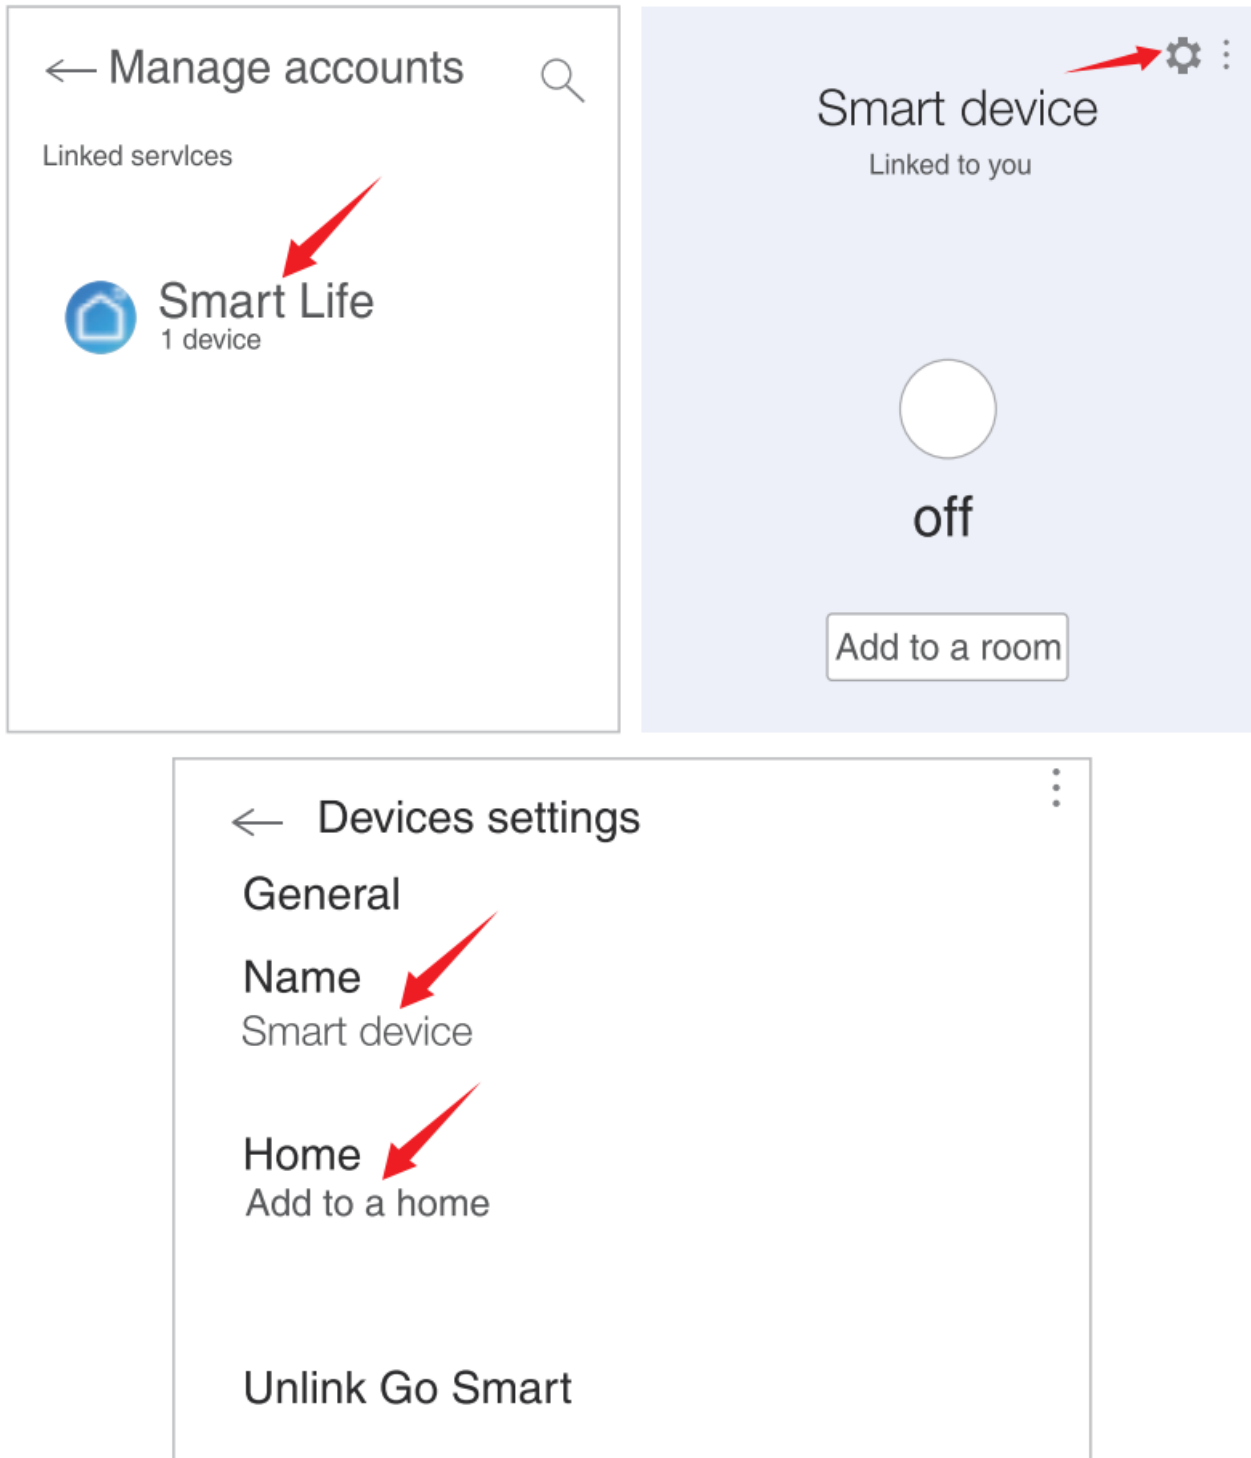 Manage accounts
Linked servIces
Smart Life
1 device
Smart device
Linked to you
off
Add to a room
Devices settings
General
Name
Smart device
Home
Add to a home
Unlink Go Smart